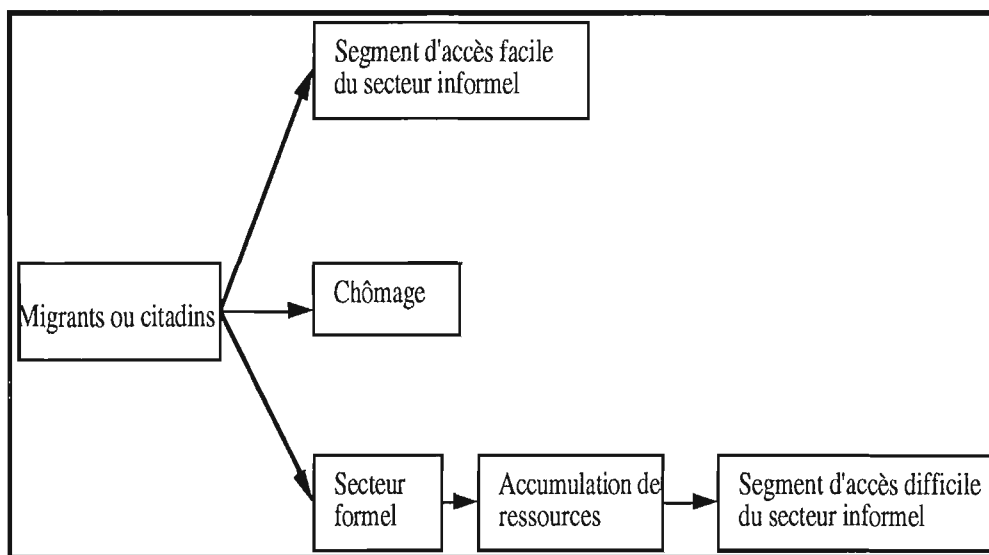 Segment d'accès facile
du secteur informel
Migrants ou citadins
Chômage
Secteur
formel
Accumulation de
ressources
Segment d'accès difficile
du secteur informel